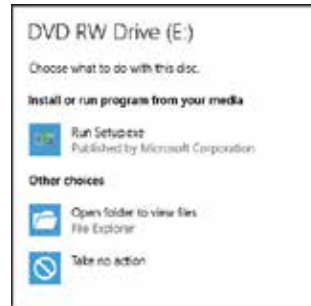 DVD RW Drive (E:)
Choose what to do with this disc.
Install or run program from your media
Run Setup.exe
Published by Microsoft Corporation
Other choices
Open folder to view files
File Explorer
Take no action